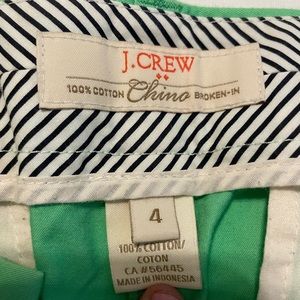 J.CREW
100% COTTON Chino BROKEN-IN
4
100% COTTON/
COTON
CA #56445
MADE IN INDONESIA